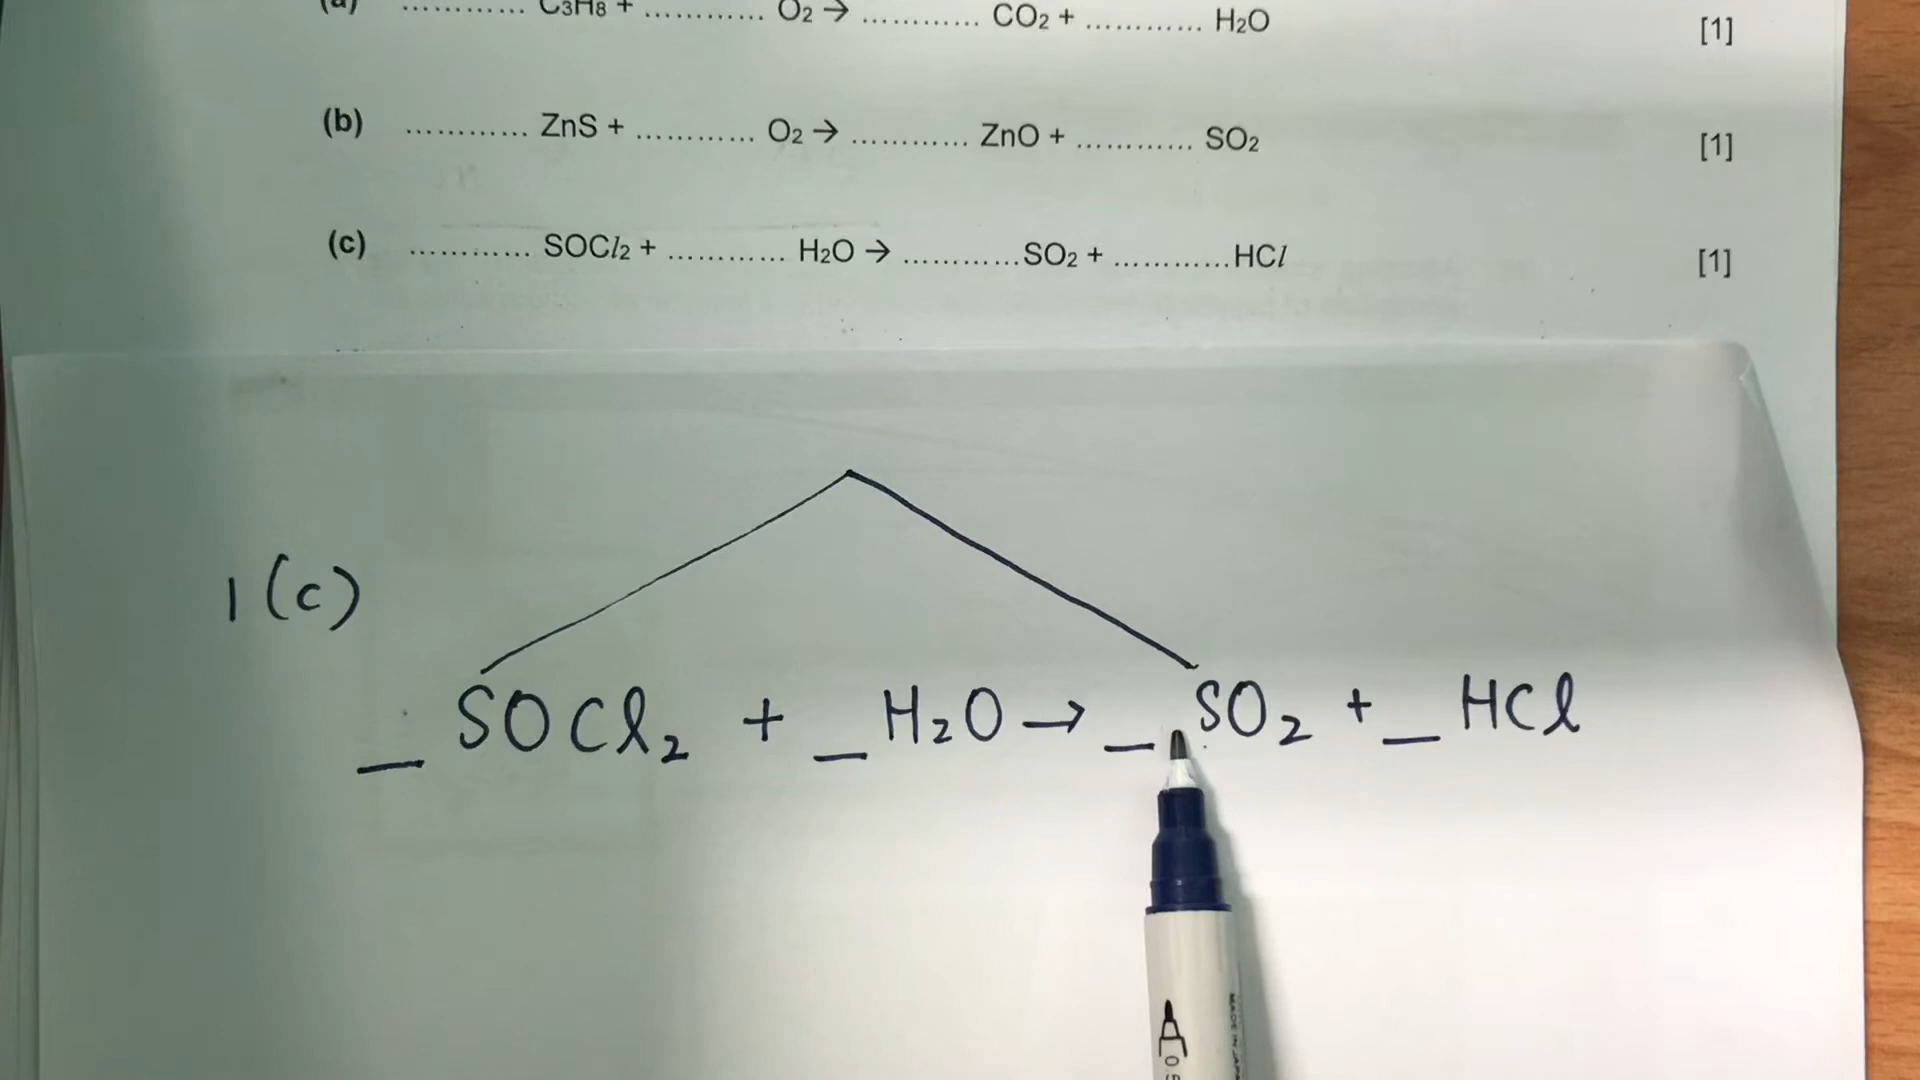 (a) ............ C3H8 + ............ O2 → ............ CO2 + ............ H2O [1]
(b) ............ ZnS + ............ O2 → ............ ZnO + ............ SO2 [1]
(c) ............ SOCl2 + ............ H2O → ............SO2 + ............HCl [1]
1(c)
_ SOCl2 + _ H2O → _ SO2 + _ HCl